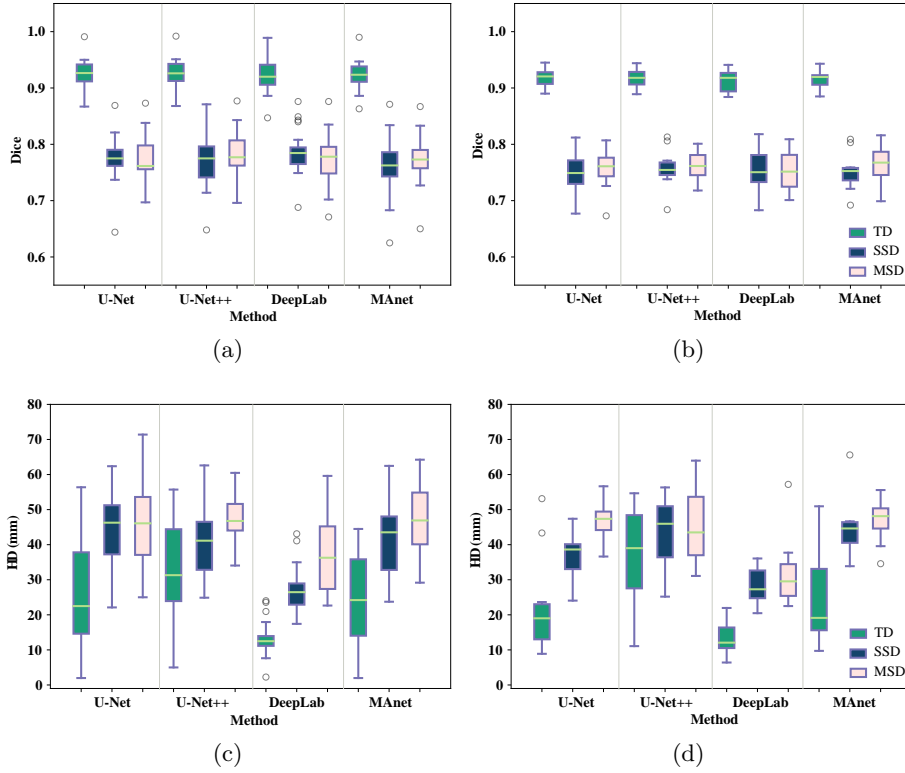 1.0
0.9
0.8
0.7
0.6
Dice
U-Net
U-Net++
DeepLab
MAnet
Method
(a)
1.0
0.9
0.8
0.7
0.6
Dice
TD
SSD
MSD
U-Net
U-Net++
DeepLab
MAnet
Method
(b)
80
70
60
50
40
30
20
10
0
HD (mm)
U-Net
U-Net++
DeepLab
MAnet
Method
(c)
80
70
60
50
40
30
20
10
0
HD (mm)
TD
SSD
MSD
U-Net
U-Net++
DeepLab
MAnet
Method
(d)